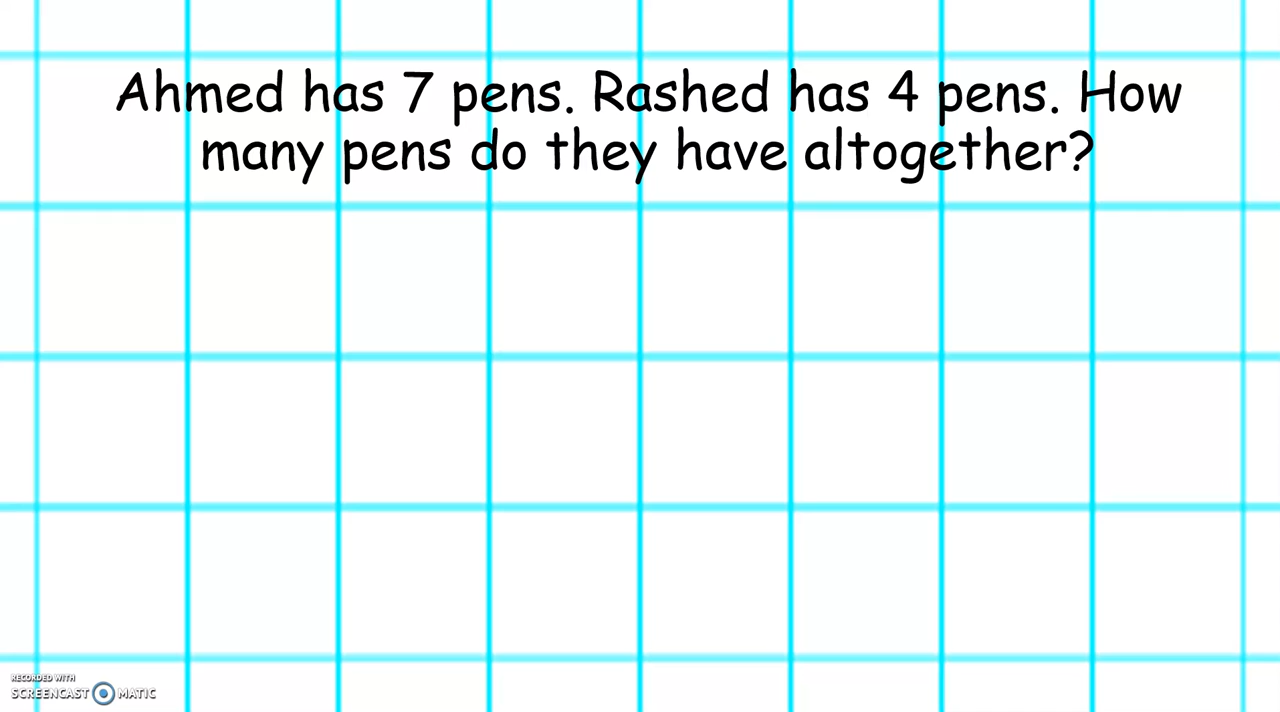 Ahmed has 7 pens. Rashed has 4 pens. How
many pens do they have altogether?
RECORDED WITH
SCREENCAST MATIC